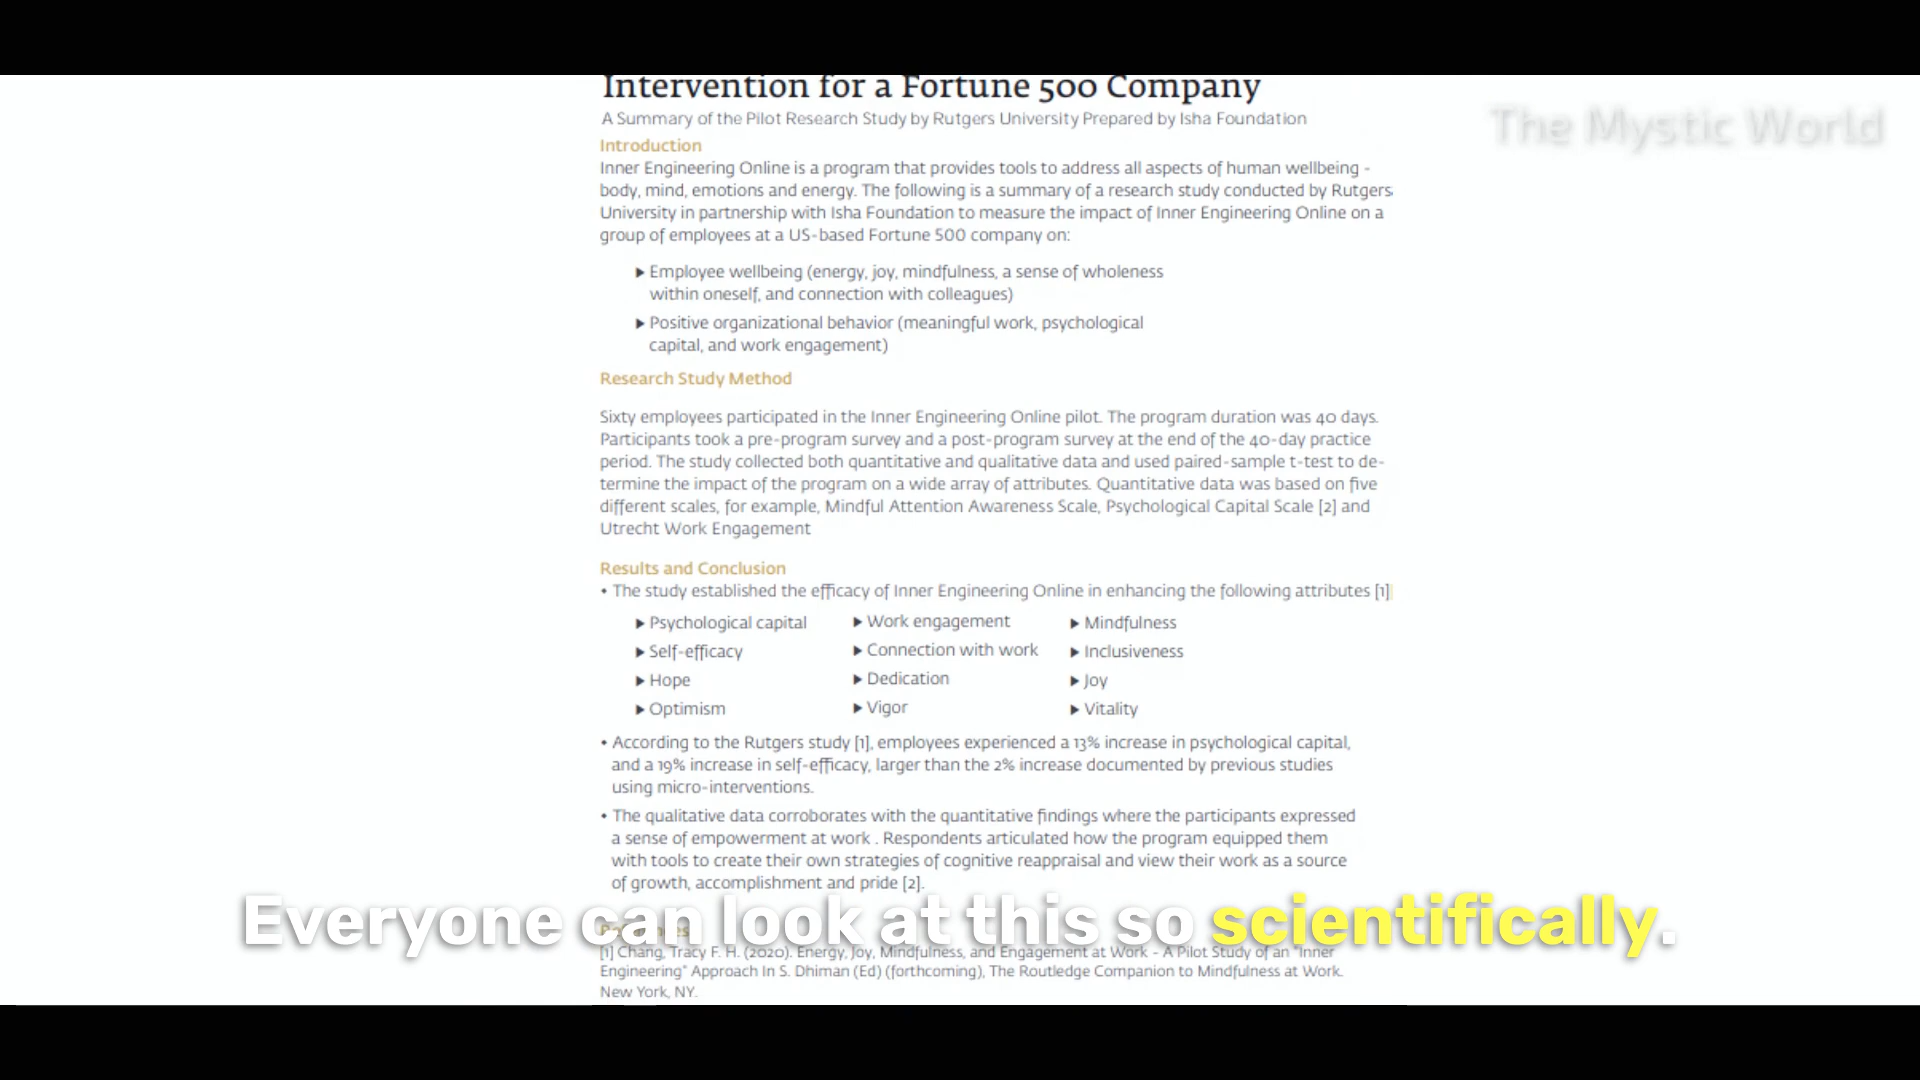 Intervention for a Fortune 500 Company
A Summary of the Pilot Research Study by Rutgers University Prepared by Isha Foundation
The Mystic World
Introduction
Inner Engineering Online is a program that provides tools to address all aspects of human wellbeing -
body, mind, emotions and energy. The following is a summary of a research study conducted by Rutgers
University in partnership with Isha Foundation to measure the impact of Inner Engineering Online on a
group of employees at a US-based Fortune 500 company on:
▶ Employee wellbeing (energy, joy, mindfulness, a sense of wholeness
within oneself, and connection with colleagues)
▶ Positive organizational behavior (meaningful work, psychological
capital, and work engagement)
Research Study Method
Sixty employees participated in the Inner Engineering Online pilot. The program duration was 40 days.
Participants took a pre-program survey and a post-program survey at the end of the 40-day practice
period. The study collected both quantitative and qualitative data and used paired-sample t-test to de-
termine the impact of the program on a wide array of attributes. Quantitative data was based on five
different scales, for example, Mindful Attention Awareness Scale, Psychological Capital Scale [2] and
Utrecht Work Engagement
Results and Conclusion
• The study established the efficacy of Inner Engineering Online in enhancing the following attributes [1]
▶ Psychological capital ▶ Work engagement ▶ Mindfulness
▶ Self-efficacy ▶ Connection with work ▶ Inclusiveness
▶ Hope ▶ Dedication ▶ Joy
▶ Optimism ▶ Vigor ▶ Vitality
• According to the Rutgers study [1], employees experienced a 13% increase in psychological capital,
and a 19% increase in self-efficacy, larger than the 2% increase documented by previous studies
using micro-interventions.
• The qualitative data corroborates with the quantitative findings where the participants expressed
a sense of empowerment at work . Respondents articulated how the program equipped them
with tools to create their own strategies of cognitive reappraisal and view their work as a source
of growth, accomplishment and pride [2].
Everyone can look at this so scientifically.
[1] Chang, Tracy F. H. (2020). Energy, Joy, Mindfulness, and Engagement at Work - A Pilot Study of an "Inner
Engineering" Approach In S. Dhiman (Ed) (forthcoming), The Routledge Companion to Mindfulness at Work.
New York, NY.